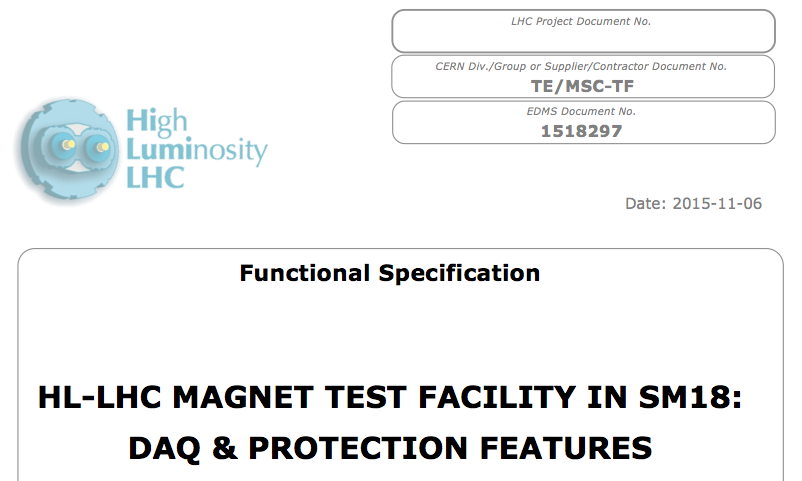 LHC Project Document No.
CERN Div./Group or Supplier/Contractor Document No.
TE/MSC-TF
EDMS Document No.
1518297
High
Luminosity
LHC
Date: 2015-11-06
Functional Specification
HL-LHC MAGNET TEST FACILITY IN SM18:
DAQ & PROTECTION FEATURES